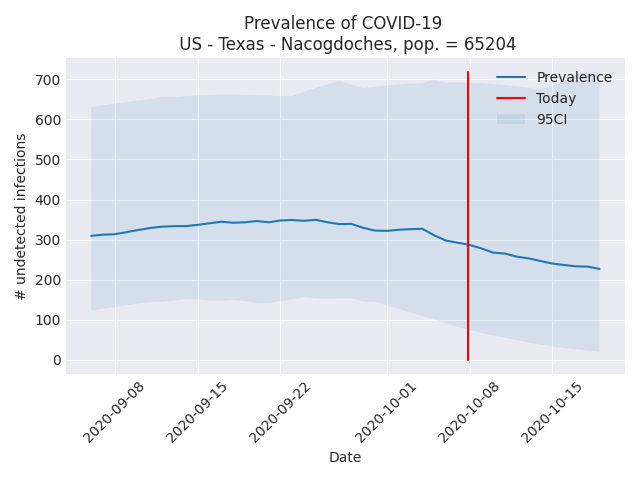 Prevalence of COVID-19
US - Texas - Nacogdoches, pop. = 65204
# undetected infections
700
600
500
400
300
200
100
0
Prevalence
Today
95CI
2020-09-08
2020-09-15
2020-09-22
2020-10-01
2020-10-08
2020-10-15
Date